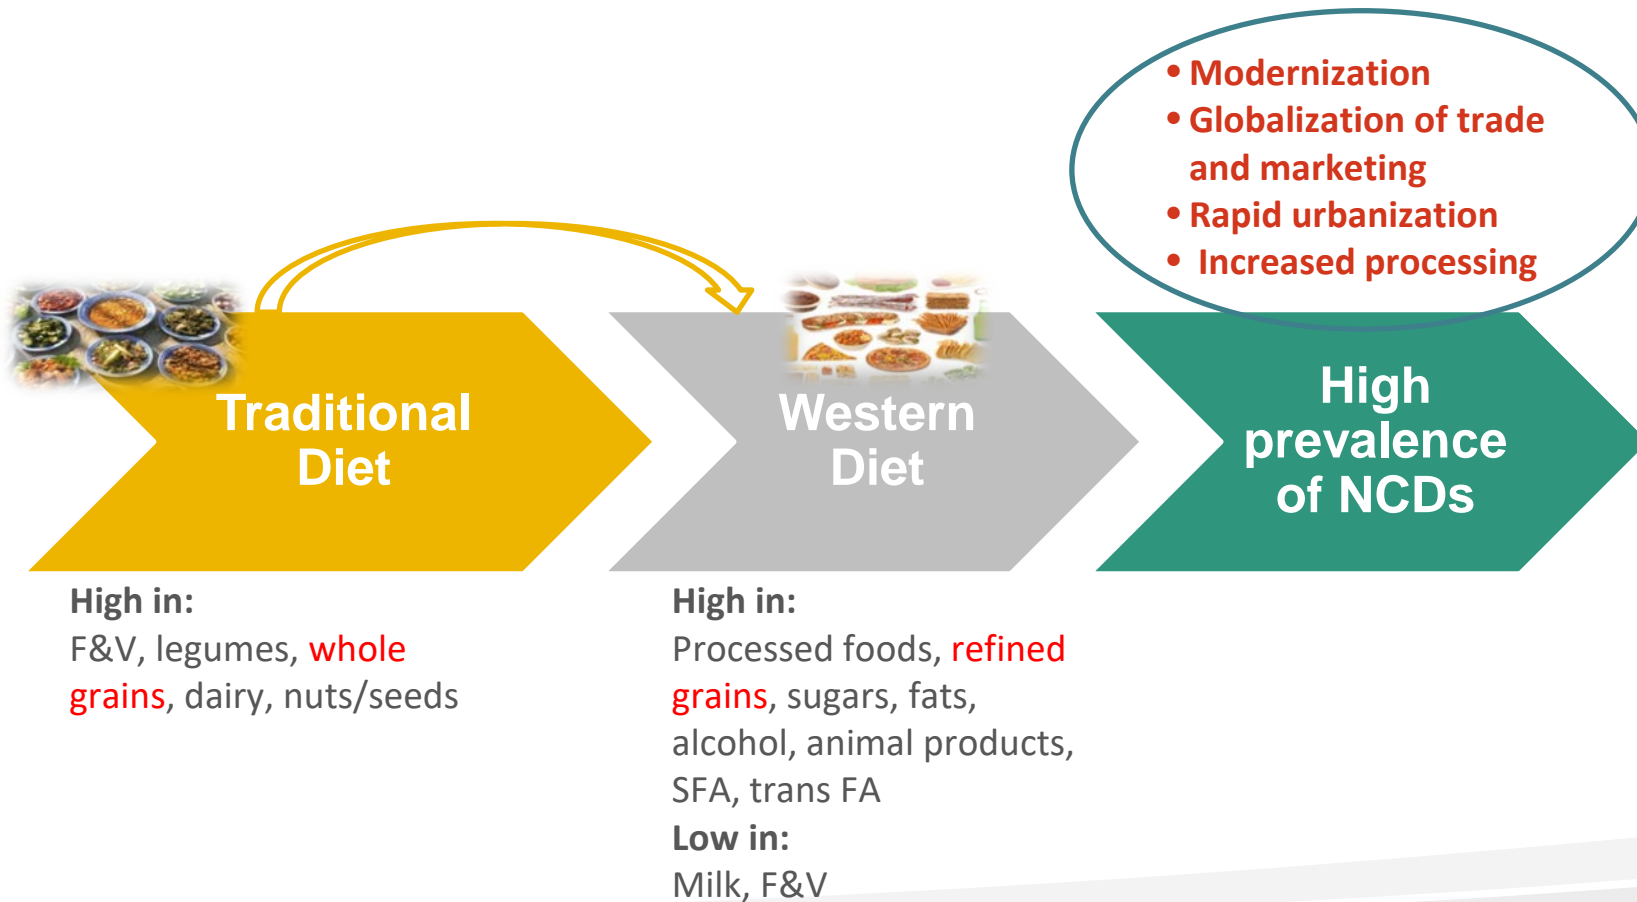 • Modernization
• Globalization of trade
and marketing
• Rapid urbanization
• Increased processing
Traditional
Diet
Western
Diet
High
prevalence
of NCDs
High in:
F&V, legumes, whole
grains, dairy, nuts/seeds
High in:
Processed foods, refined
grains, sugars, fats,
alcohol, animal products,
SFA, trans FA
Low in:
Milk, F&V